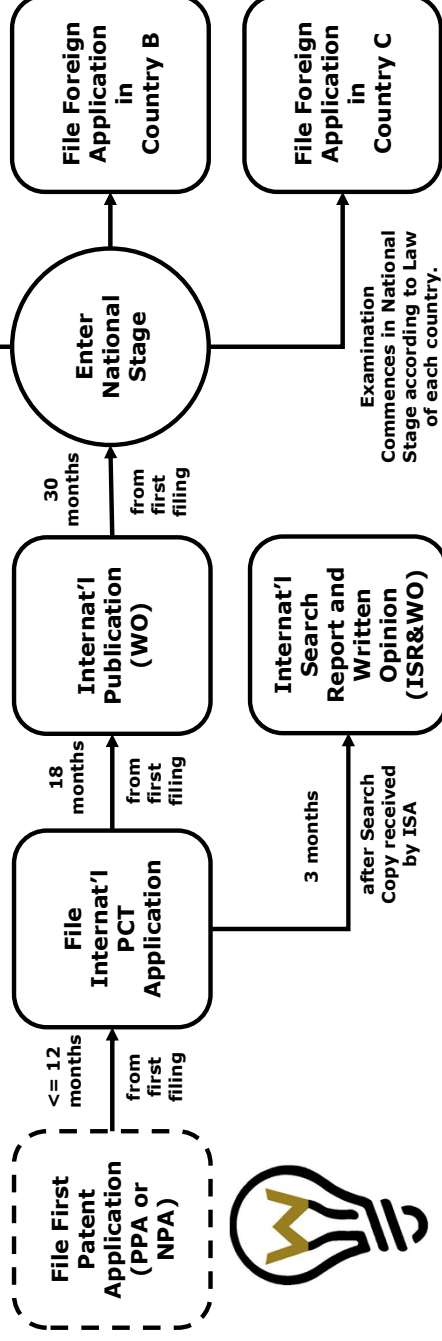 File First
Patent
Application
(PPA or
NPA)
<= 12
months
from
first
filing
File
Internat’l
PCT
Application
18
months
from
first
filing
Internat’l
Publication
(WO)
30
months
from
first
filing
Enter
National
Stage
File Foreign
Application
in
Country B
3 months
after Search
Copy received
by ISA
Internat’l
Search
Report and
Written
Opinion
(ISR&WO)
Examination
Commences in National
Stage according to Law
of each country.
File Foreign
Application
in
Country C